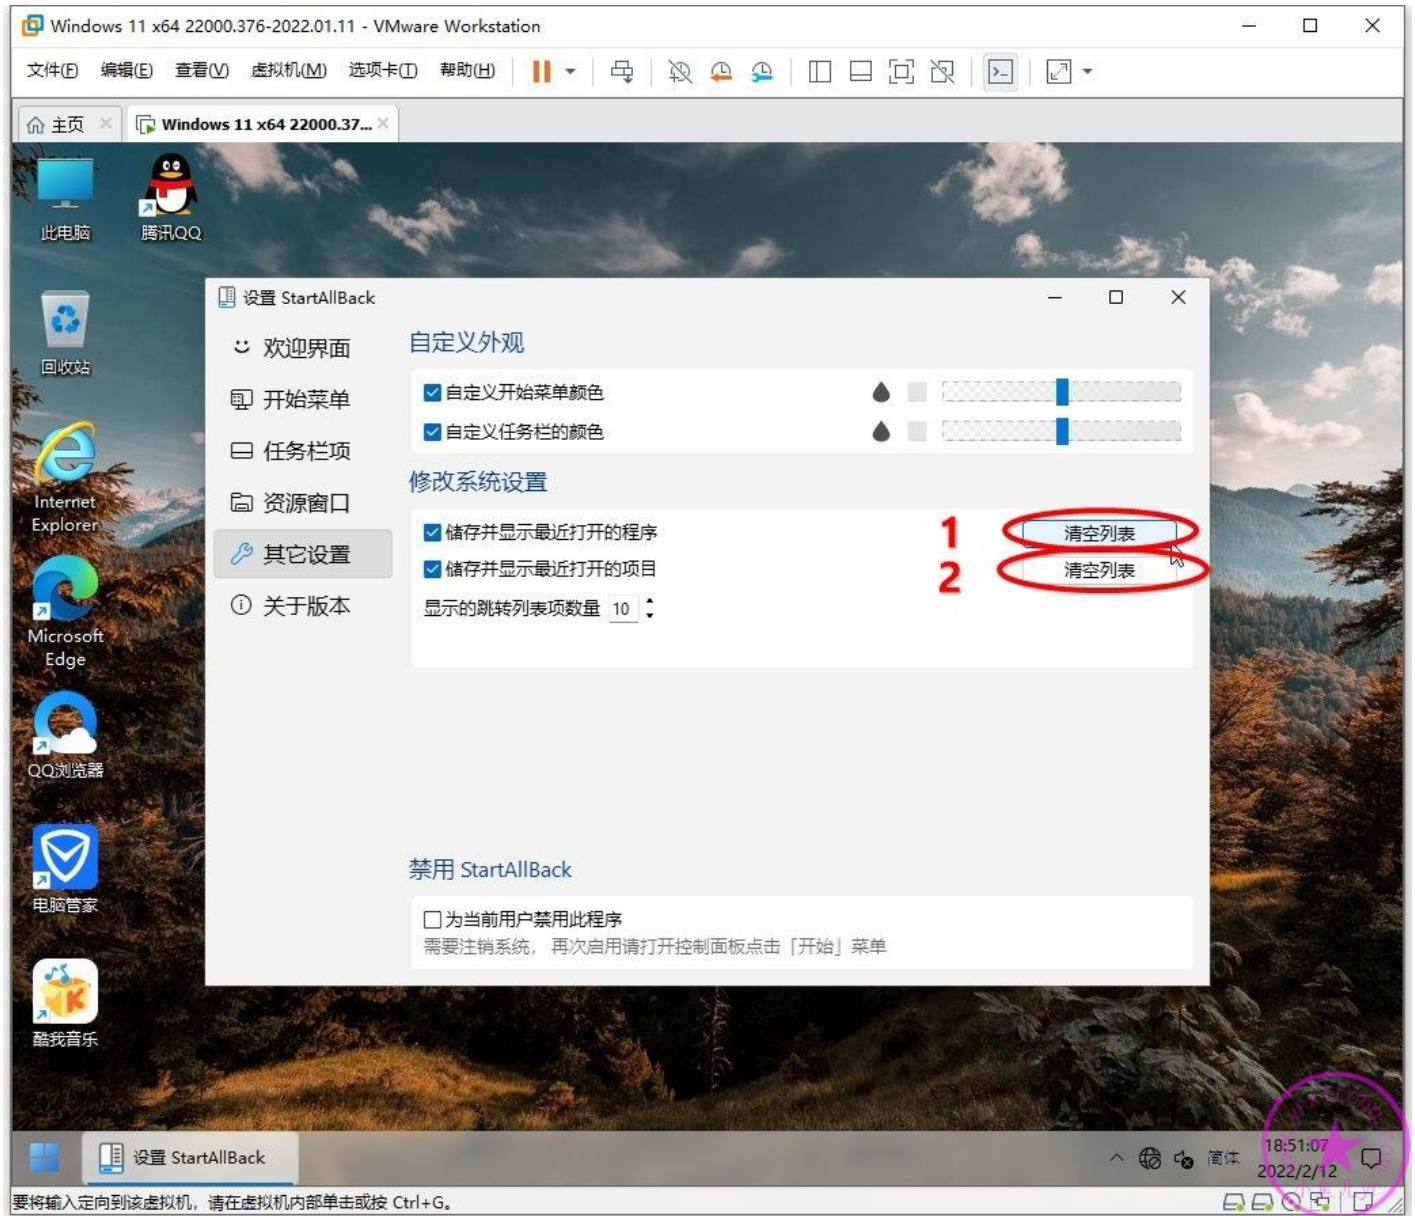 Windows 11 x64 22000.376-2022.01.11 - VMware Workstation
文件(F) 编辑(E) 查看(V) 虚拟机(M) 选项卡(T) 帮助(H)
主页 Windows 11 x64 22000.37...
此电脑
腾讯QQ
回收站
Internet
Explorer
Microsoft
Edge
QQ浏览器
电脑管家
酷我音乐
设置 StartAllBack
欢迎界面
开始菜单
任务栏项
资源窗口
其它设置
关于版本
自定义外观
自定义开始菜单颜色
自定义任务栏的颜色
修改系统设置
储存并显示最近打开的程序 1 清空列表
储存并显示最近打开的项目 2 清空列表
显示的跳转列表项数量 10
禁用 StartAllBack
为当前用户禁用此程序
需要注销系统，再次启用请打开控制面板点击「开始」菜单
设置 StartAllBack
简体
18:51:07
2022/2/12
要将输入定向到该虚拟机，请在虚拟机内部单击或按 Ctrl+G。